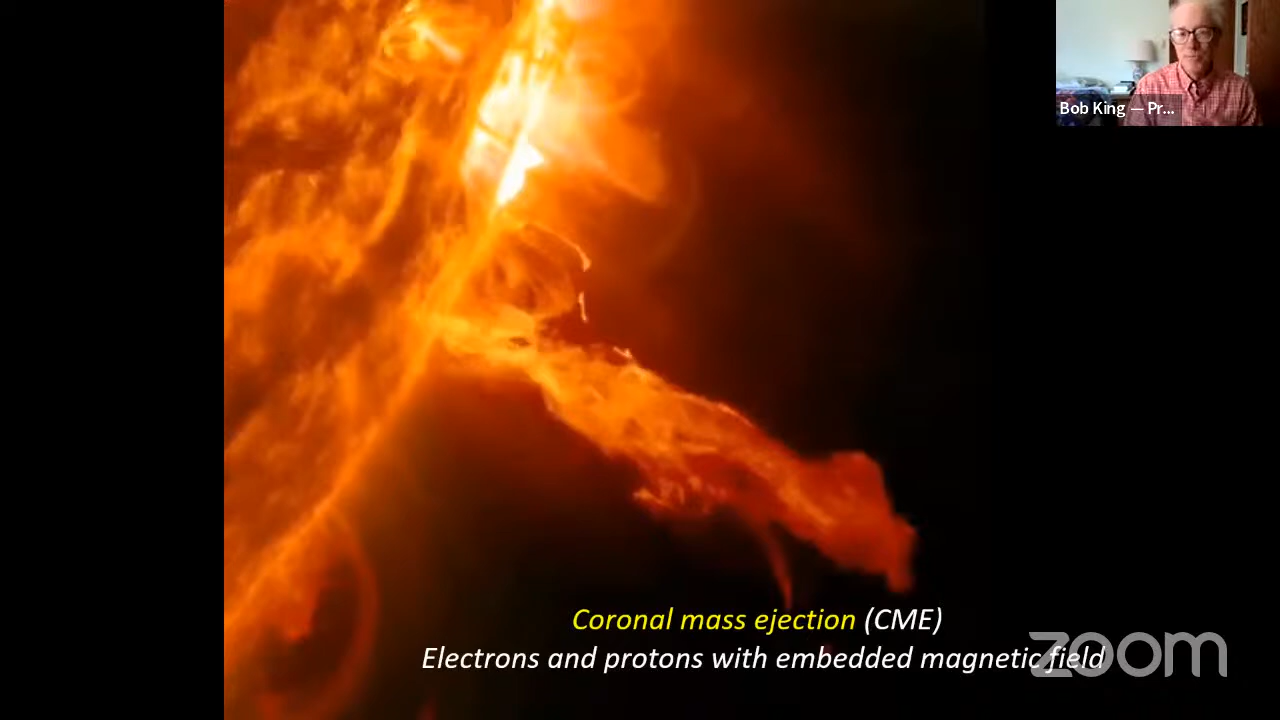 Bob King — Pr...
Coronal mass ejection (CME)
Electrons and protons with embedded magnetic field
zoom